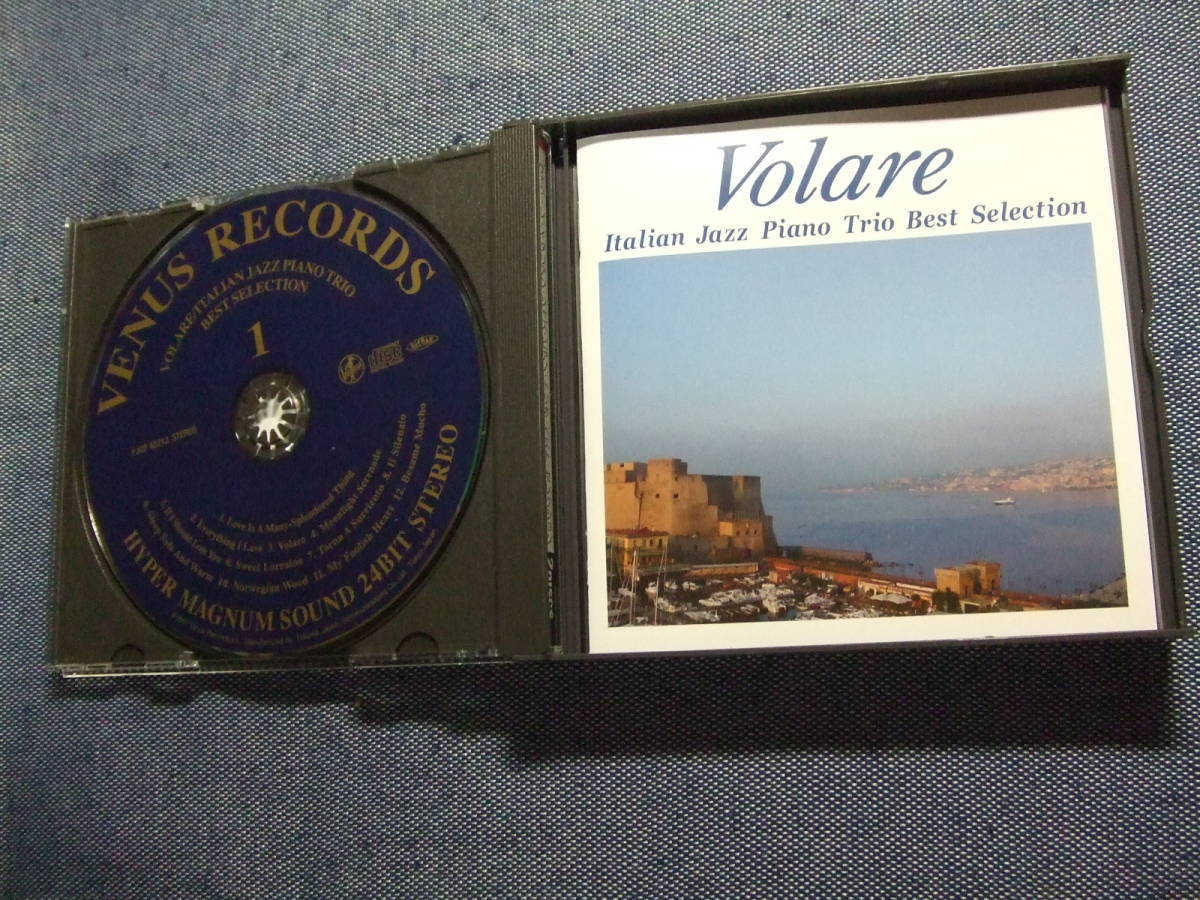 VENUS RECORDS
VOLARE/ITALIAN JAZZ PIANO TRIO
BEST SELECTION
1
STEREO
1. Love Is A Many-Splendored Thing
2. Everything I Love 3. Volare 4. Moonlight Serenade
5. If I Should Lose You 6. Sweet Lorraine 7. Torna A Surriento 8. Il Silenzio
9. Stay And Warm 10. Norwegian Wood 11. My Foolish Heart 12. Besame Mucho
HYPER MAGNUM SOUND 24BIT STEREO
Volare
Italian Jazz Piano Trio Best Selection